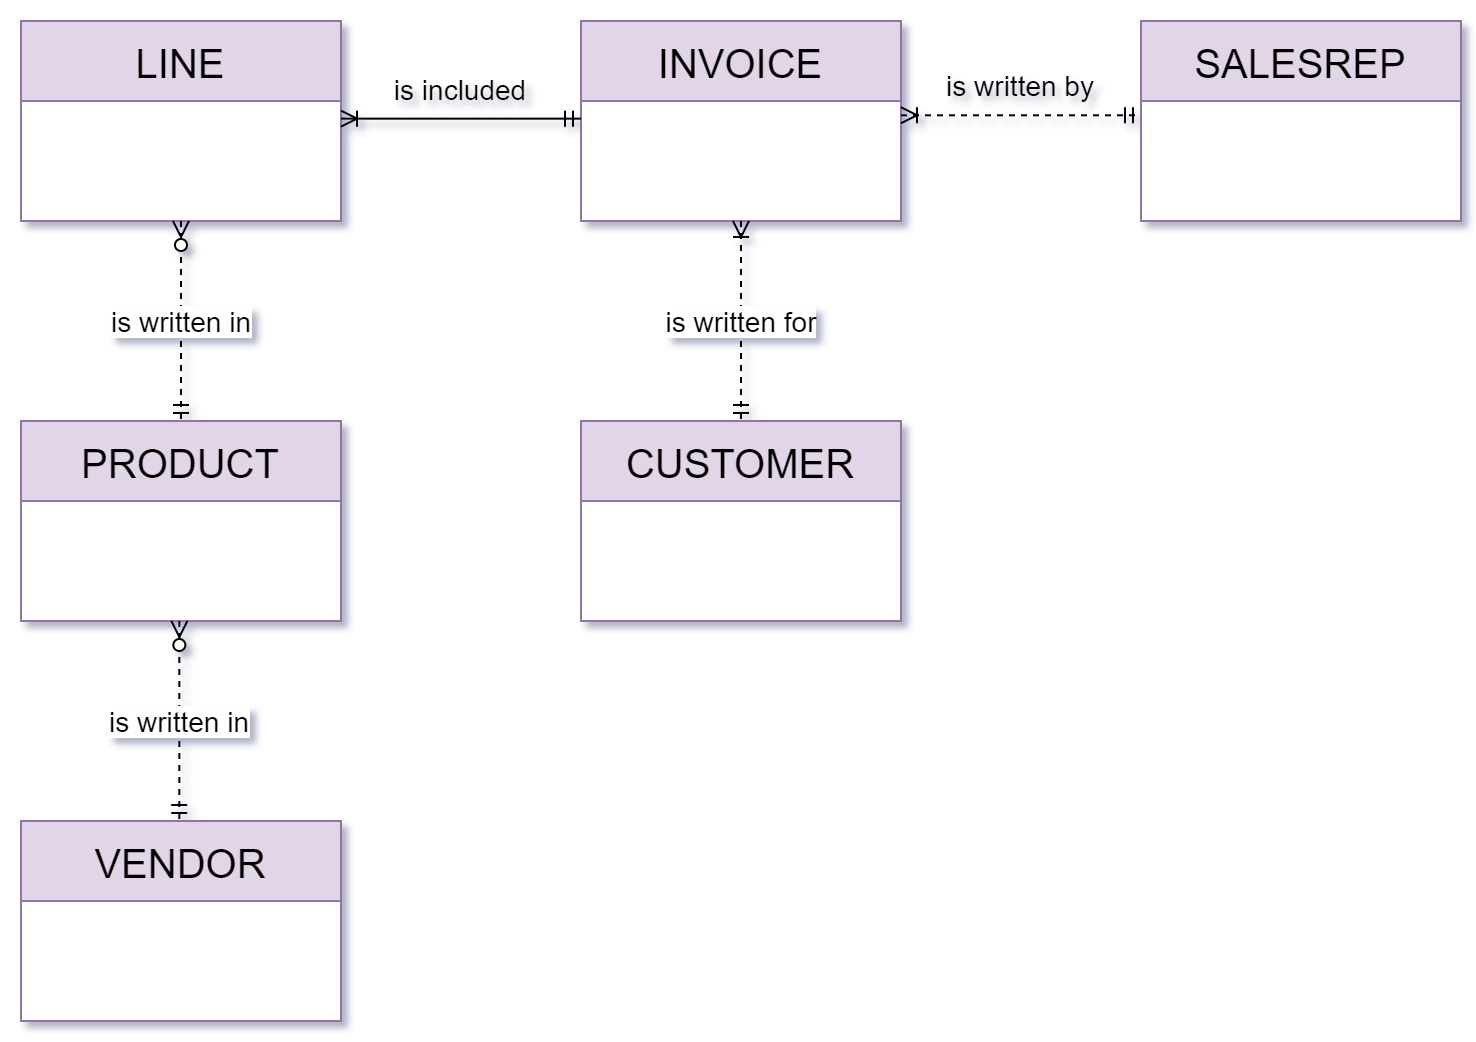 LINE
is included
INVOICE
is written by
SALESREP
is written in
is written for
PRODUCT
CUSTOMER
is written in
VENDOR